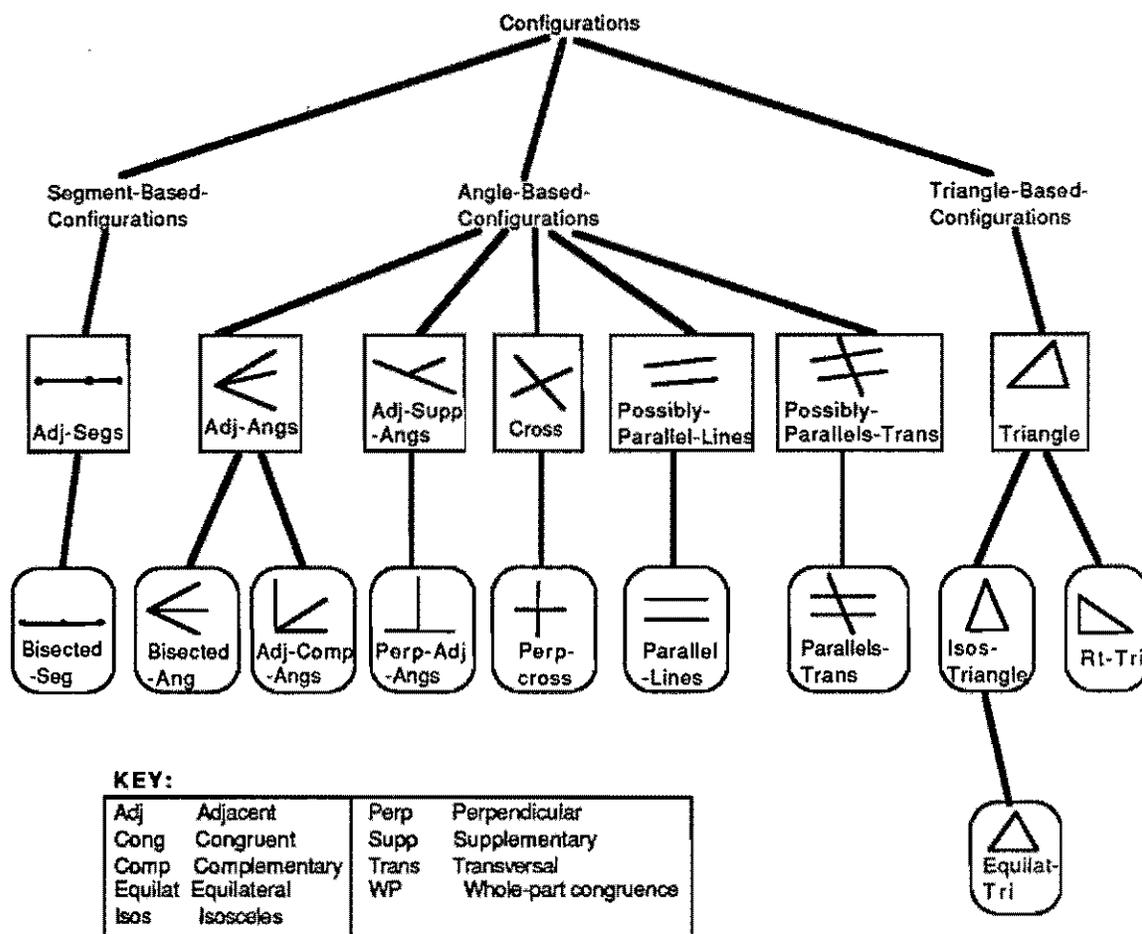 Configurations
Segment-Based-
Configurations
Angle-Based-
Configurations
Triangle-Based-
Configurations
Adj-Segs
Adj-Angs
Adj-Supp
-Angs
Cross
Possibly-
Parallel-Lines
Possibly-
Parallels-Trans
Triangle
Bisected
-Seg
Bisected
-Ang
Adj-Comp
-Angs
Perp-Adj
-Angs
Perp-
cross
Parallel
-Lines
Parallels-
Trans
Isos-
Triangle
Rt-Tri
Equilat-
Tri
KEY:
Adj Adjacent
Cong Congruent
Comp Complementary
Equilat Equilateral
Isos Isosceles
Perp Perpendicular
Supp Supplementary
Trans Transversal
WP Whole-part congruence